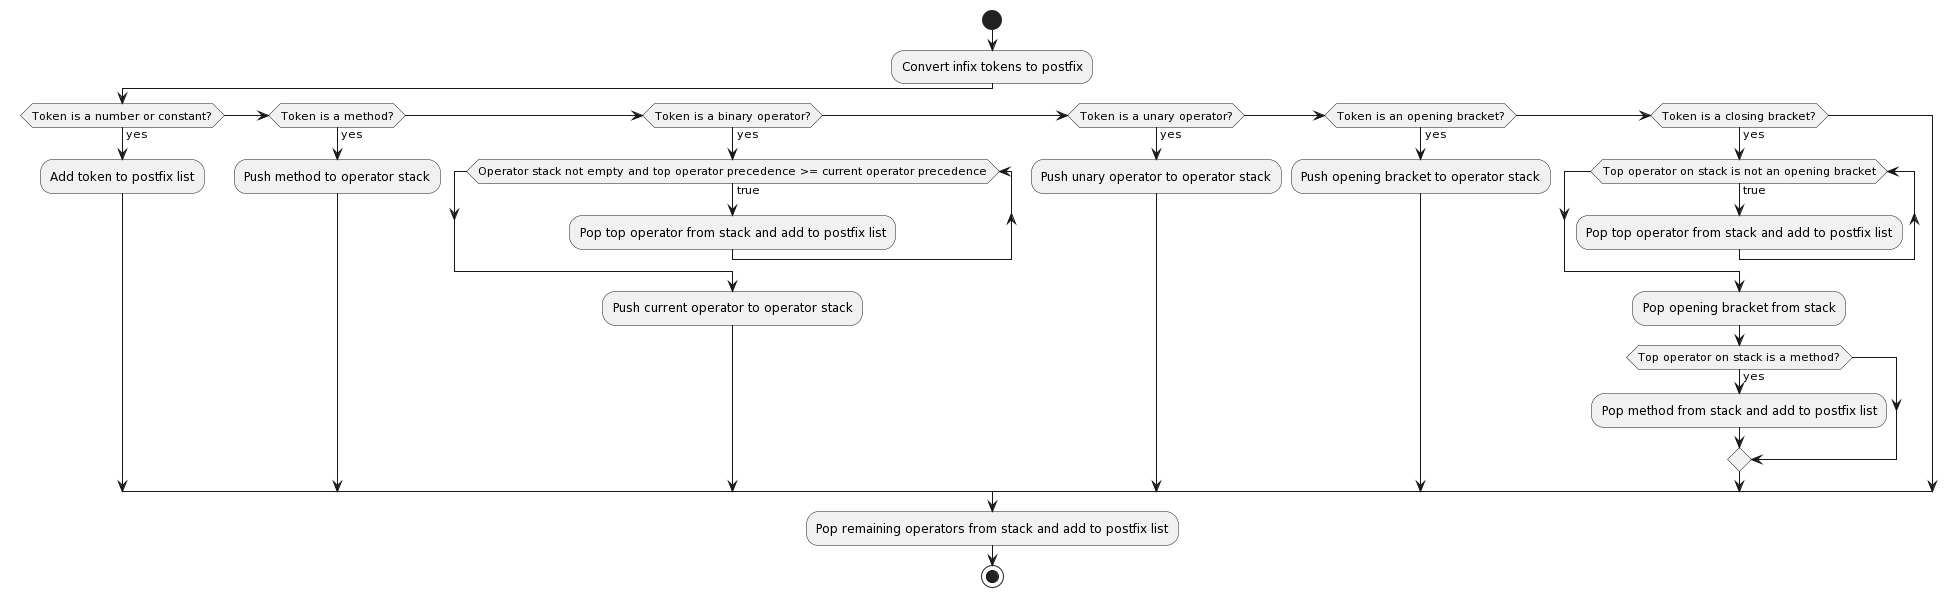 Convert infix tokens to postfix
Token is a number or constant?
Token is a method?
Token is a binary operator?
Token is a unary operator?
Token is an opening bracket?
Token is a closing bracket?
yes
yes
yes
yes
yes
yes
Add token to postfix list
Push method to operator stack
Operator stack not empty and top operator precedence >= current operator precedence
Push unary operator to operator stack
Push opening bracket to operator stack
Top operator on stack is not an opening bracket
true
true
Pop top operator from stack and add to postfix list
Pop top operator from stack and add to postfix list
Push current operator to operator stack
Pop opening bracket from stack
Top operator on stack is a method?
yes
Pop method from stack and add to postfix list
Pop remaining operators from stack and add to postfix list